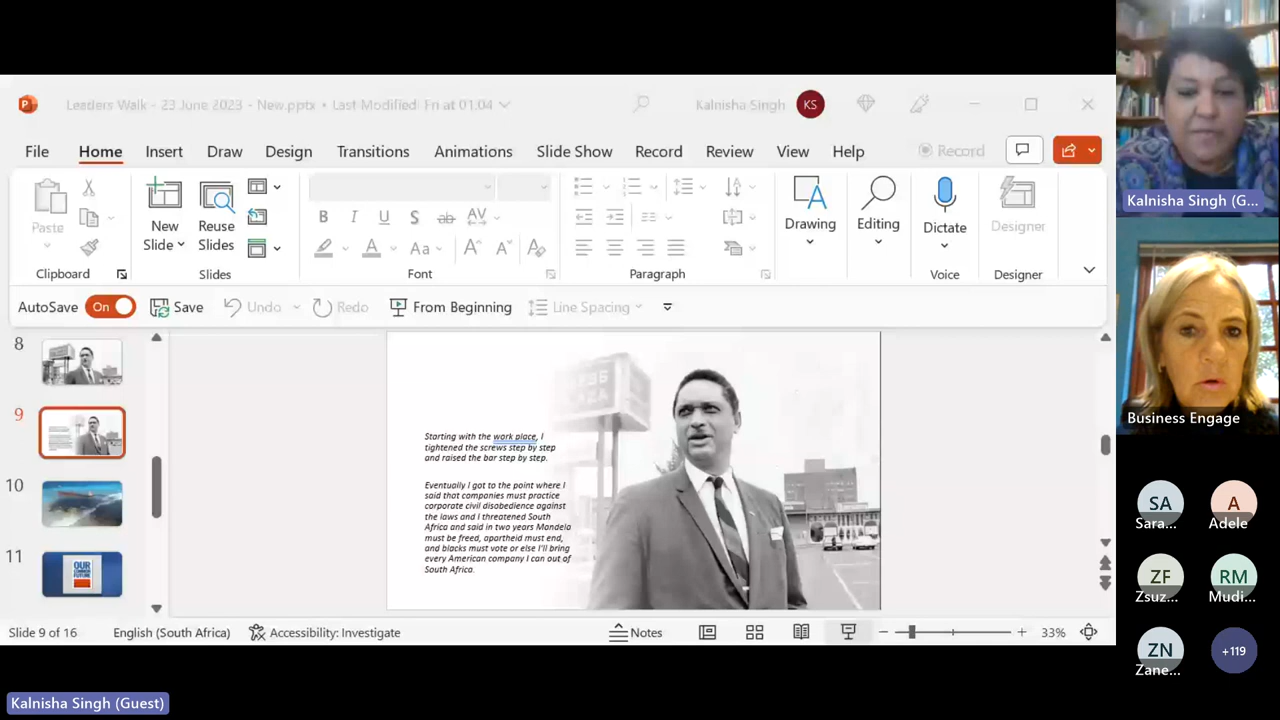 Leaders Walk - 23 June 2023 - New.pptx • Last Modified: Fri at 01:04
Kalnisha Singh
KS
File
Home
Insert
Draw
Design
Transitions
Animations
Slide Show
Record
Review
View
Help
Record
Paste
New
Slide
Reuse
Slides
B I U S ab AV
A Aa A A A
Drawing
Editing
Dictate
Designer
Clipboard
Slides
Font
Paragraph
Voice
Designer
AutoSave
On
Save
Undo
Redo
From Beginning
Line Spacing
8
9
10
11
OUR
COMMON
FUTURE
Starting with the work place, I
tightened the screws step by step
and raised the bar step by step.
Eventually I got to the point where I
said that companies must practice
corporate civil disobedience against
the laws and I threatened South
Africa and said in two years Mandela
must be freed, apartheid must end,
and blacks must vote or else I'll bring
every American company I can out of
South Africa.
Slide 9 of 16
English (South Africa)
Accessibility: Investigate
Notes
33%
Kalnisha Singh (G...
Business Engage
SA
Sara...
A
Adele
ZF
Zsuz...
RM
Mudi...
ZN
Zane...
+119
Kalnisha Singh (Guest)